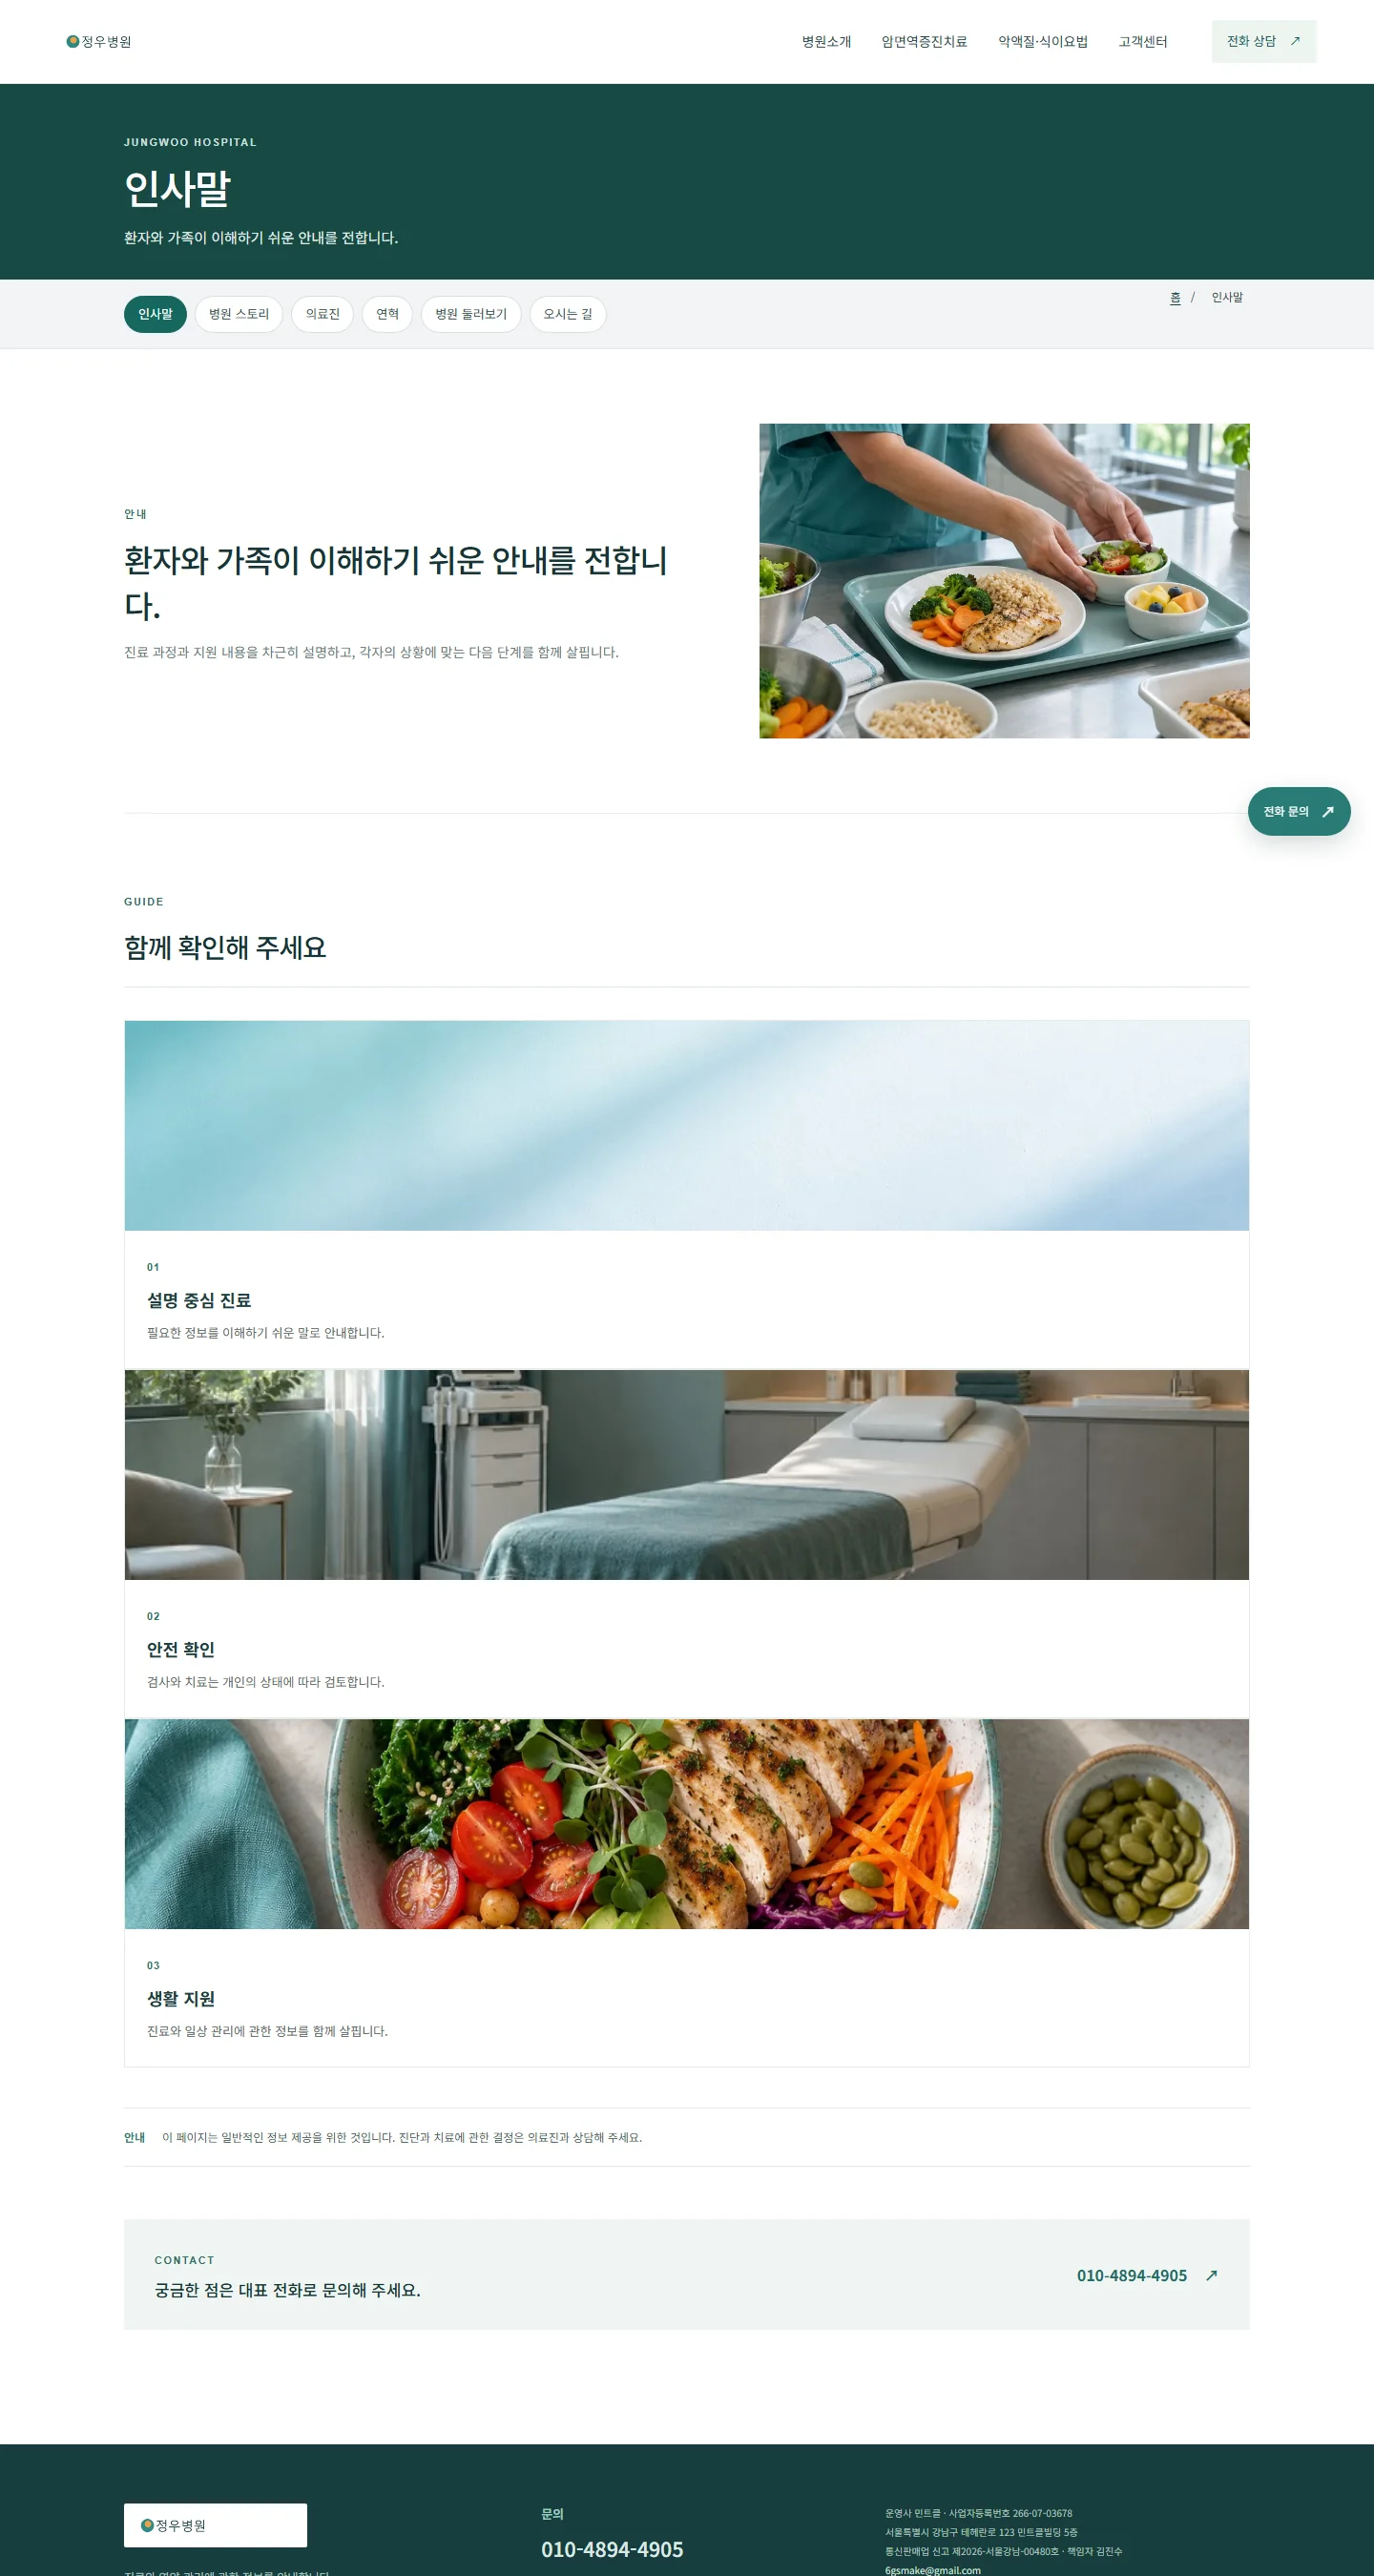 정우병원
병원소개
암면역증진치료
악액질·식이요법
고객센터
전화 상담 ↗
JUNGWOO HOSPITAL
인사말
환자와 가족이 이해하기 쉬운 안내를 전합니다.
인사말
병원 스토리
의료진
연혁
병원 둘러보기
오시는 길
홈 / 인사말
안내
환자와 가족이 이해하기 쉬운 안내를 전합니
다.
진료 과정과 지원 내용을 차근히 설명하고, 각자의 상황에 맞는 다음 단계를 함께 살핍니다.
전화 문의 ↗
GUIDE
함께 확인해 주세요
01
설명 중심 진료
필요한 정보를 이해하기 쉬운 말로 안내합니다.
02
안전 확인
검사와 치료는 개인의 상태에 따라 검토합니다.
03
생활 지원
진료와 일상 관리에 관한 정보를 함께 살핍니다.
안내 이 페이지는 일반적인 정보 제공을 위한 것입니다. 진단과 치료에 관한 결정은 의료진과 상담해 주세요.
CONTACT
궁금한 점은 대표 전화로 문의해 주세요.
010-4894-4905 ↗
정우병원
문의
010-4894-4905
운영사 민트클 · 사업자등록번호 266-07-03678
서울특별시 강남구 테헤란로 123 민트클빌딩 5층
통신판매업 신고 제2026-서울강남-00480호 · 책임자 김진수
6gsmake@gmail.com